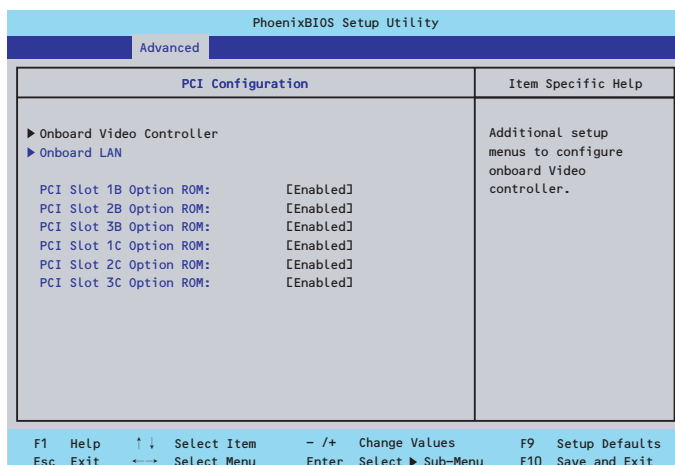 PhoenixBIOS Setup Utility
Advanced
PCI Configuration
Item Specific Help
▶ Onboard Video Controller
▶ Onboard LAN
PCI Slot 1B Option ROM: [Enabled]
PCI Slot 2B Option ROM: [Enabled]
PCI Slot 3B Option ROM: [Enabled]
PCI Slot 1C Option ROM: [Enabled]
PCI Slot 2C Option ROM: [Enabled]
PCI Slot 3C Option ROM: [Enabled]
Additional setup
menus to configure
onboard Video
controller.
F1 Help ↑↓ Select Item - /+ Change Values F9 Setup Defaults
Esc Exit ←→ Select Menu Enter Select ▶ Sub-Menu F10 Save and Exit